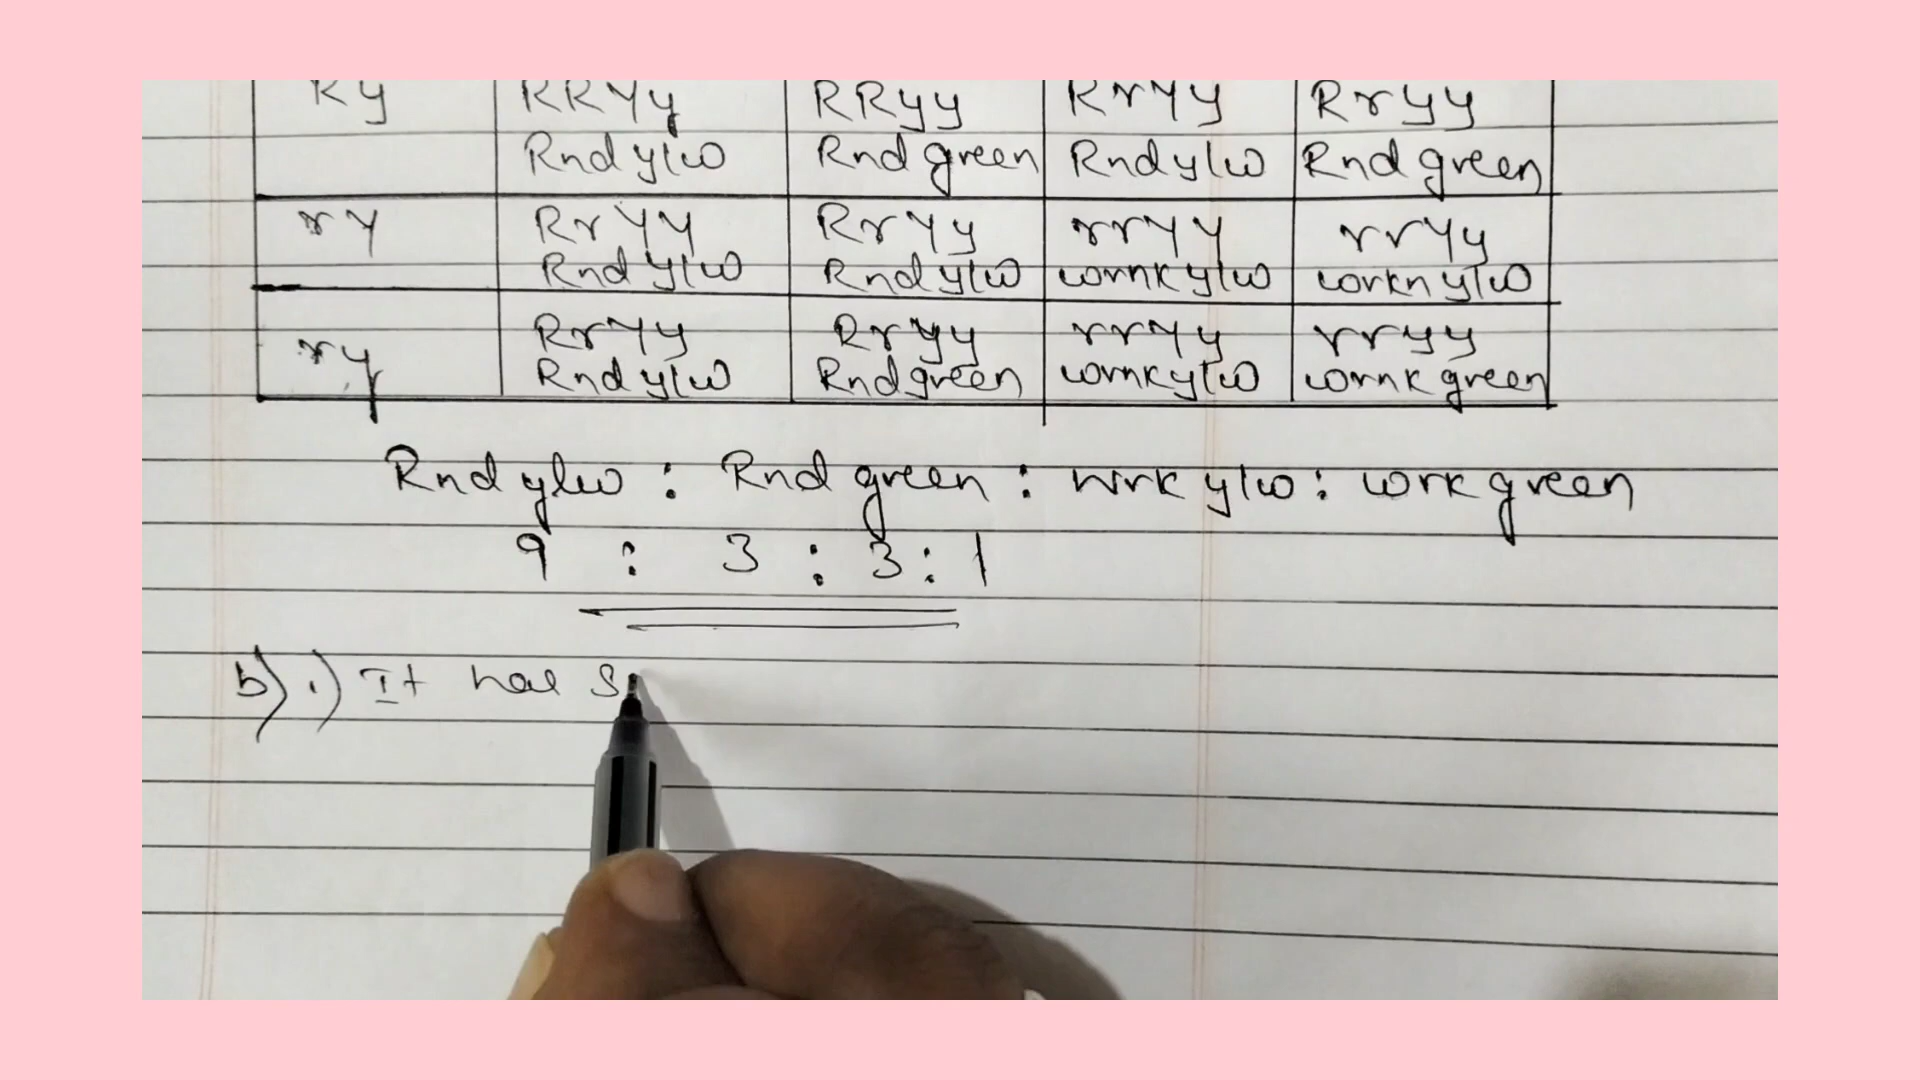 Ry RRYy RRyy RrYy Rryy
Rnd ylw Rnd green Rnd ylw Rnd green
rY RrYY RrYy rrYY rrYy
Rnd ylw Rnd ylw wrnk ylw workn ylw
ry RrYy Rryy rrYy rryy
Rnd ylw Rnd green wrnk ylw wrnk green
Rnd ylw : Rnd green : wrk ylw : wrk green
9 : 3 : 3 : 1
b) i) It has s